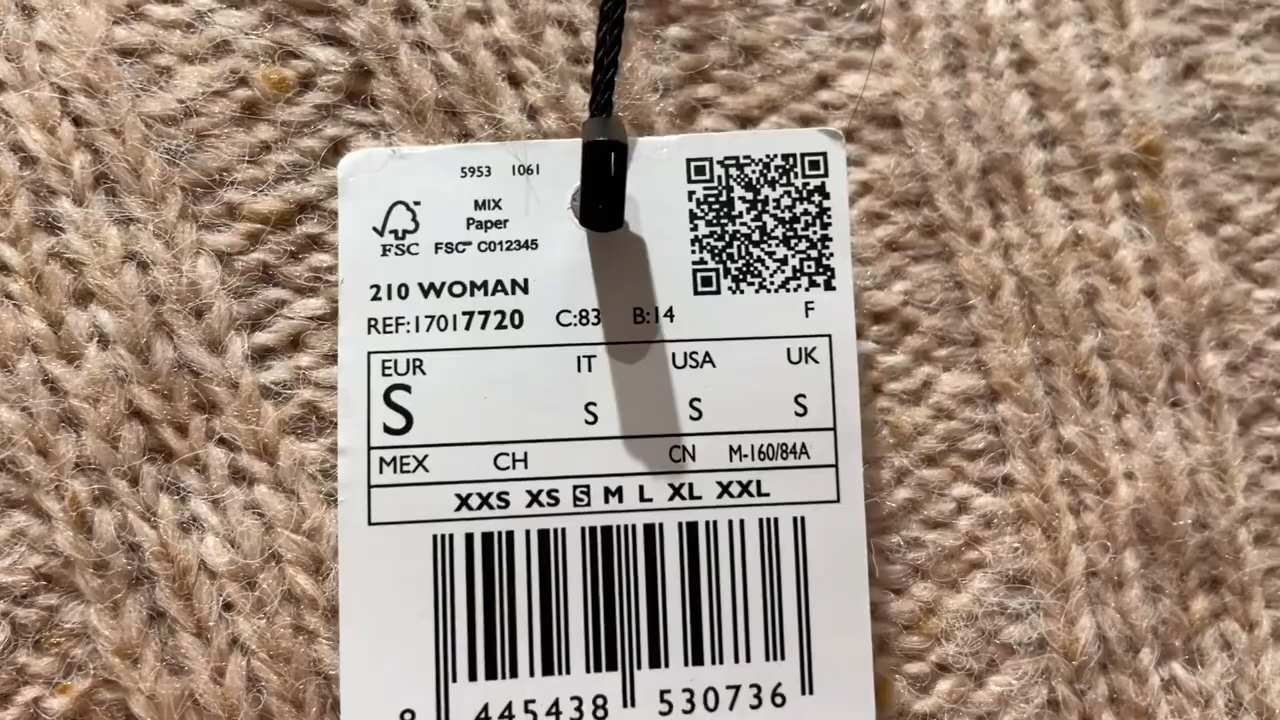 5953 1061
MIX
Paper
FSC FSC™ C012345
210 WOMAN
REF:17017720 C:83 B:14 F
EUR IT USA UK
S S S S
MEX CH CN M-160/84A
XXS XS S M L XL XXL
445438 530736